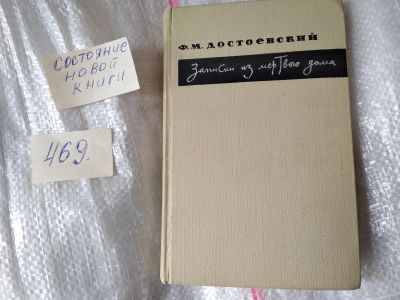 СОСТОЯНИЕ
НОВОЙ
КНИГИ
469.
Ф. М. ДОСТОЕВСКИЙ
Записки из мертвого дома